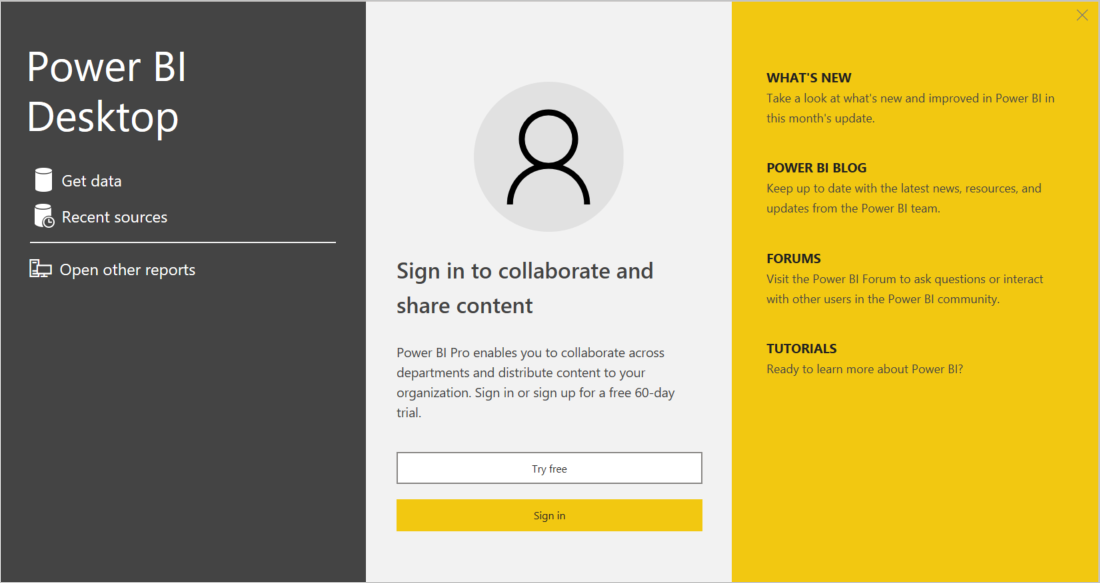 Power BI
Desktop
Get data
Recent sources
Open other reports
Sign in to collaborate and
share content
Power BI Pro enables you to collaborate across
departments and distribute content to your
organization. Sign in or sign up for a free 60-day
trial.
Try free
Sign in
WHAT'S NEW
Take a look at what's new and improved in Power BI in
this month's update.
POWER BI BLOG
Keep up to date with the latest news, resources, and
updates from the Power BI team.
FORUMS
Visit the Power BI Forum to ask questions or interact
with other users in the Power BI community.
TUTORIALS
Ready to learn more about Power BI?